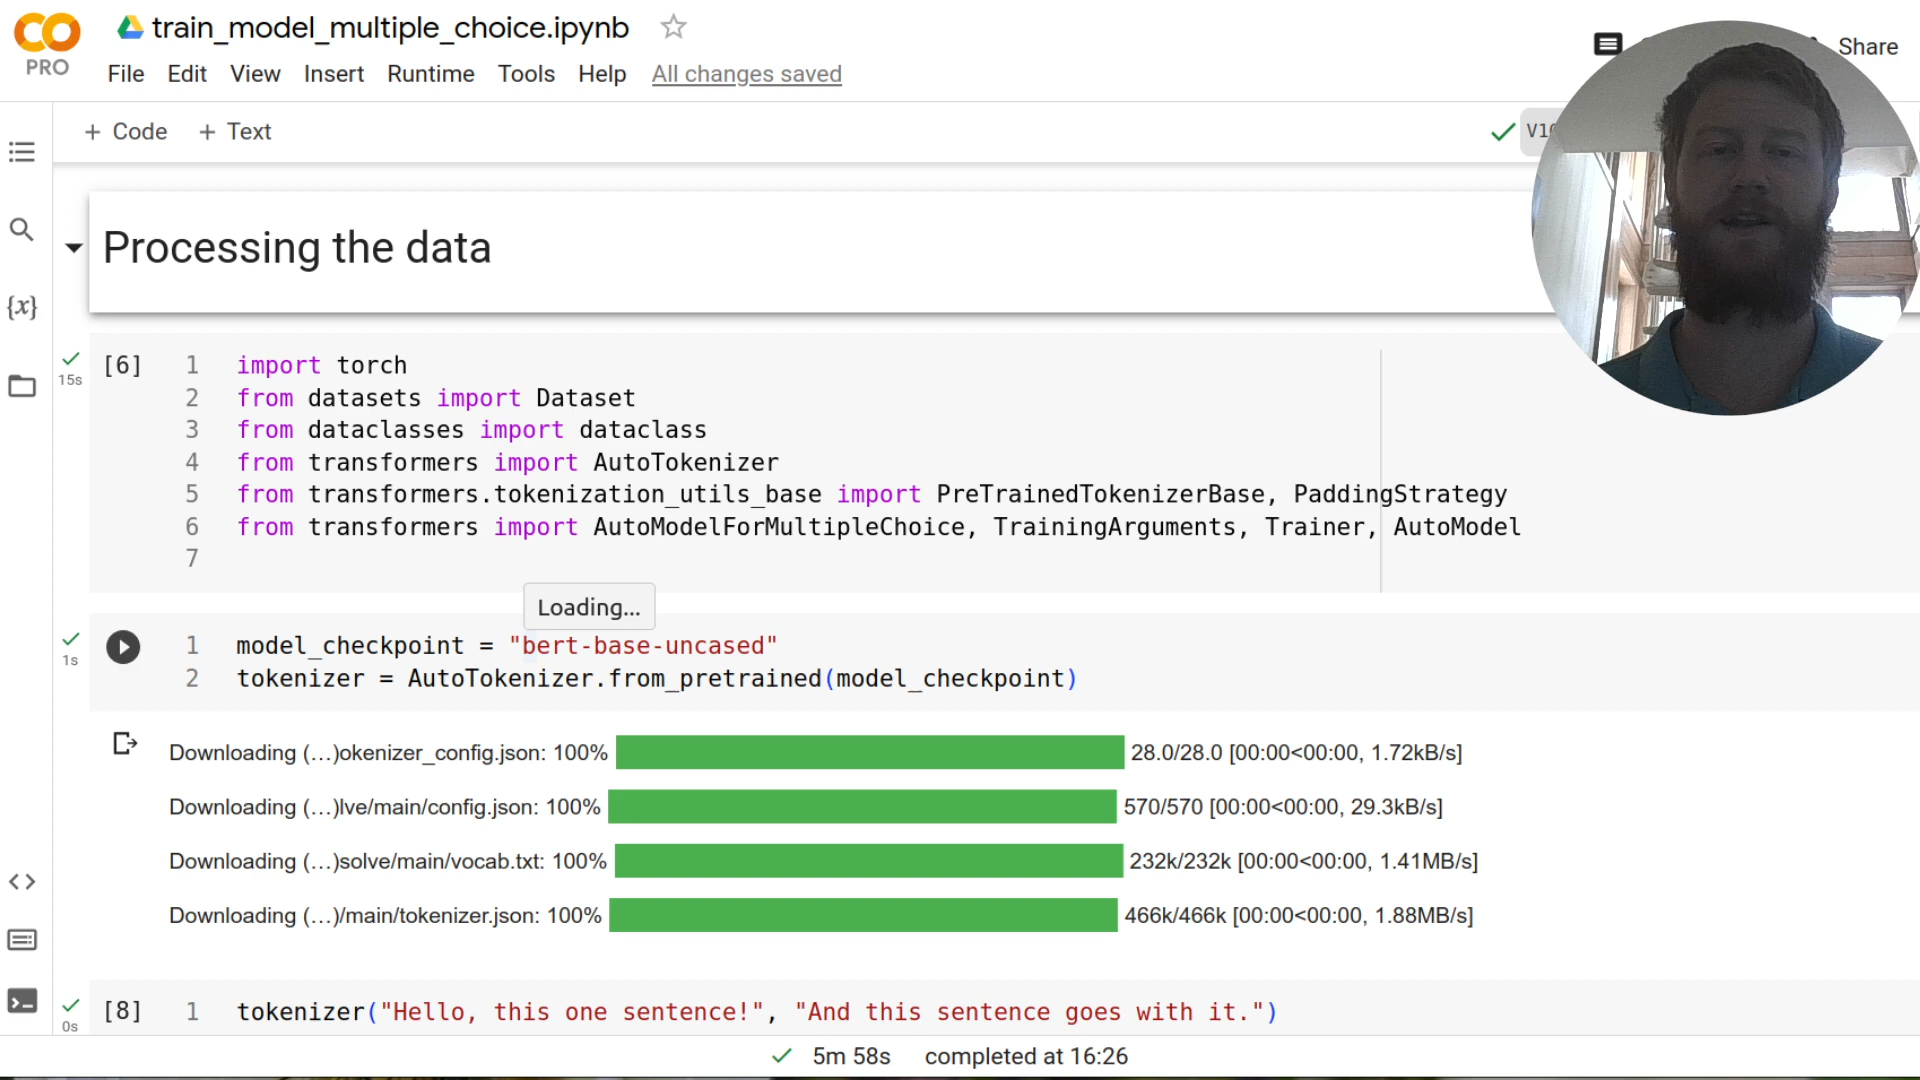 train_model_multiple_choice.ipynb
PRO
File Edit View Insert Runtime Tools Help All changes saved
Share
+ Code + Text
Processing the data
[6]
15s
1 import torch
2 from datasets import Dataset
3 from dataclasses import dataclass
4 from transformers import AutoTokenizer
5 from transformers.tokenization_utils_base import PreTrainedTokenizerBase, PaddingStrategy
6 from transformers import AutoModelForMultipleChoice, TrainingArguments, Trainer, AutoModel
7
Loading...
1s
1 model_checkpoint = "bert-base-uncased"
2 tokenizer = AutoTokenizer.from_pretrained(model_checkpoint)
Downloading (…)okenizer_config.json: 100% 28.0/28.0 [00:00<00:00, 1.72kB/s]
Downloading (…)lve/main/config.json: 100% 570/570 [00:00<00:00, 29.3kB/s]
Downloading (…)solve/main/vocab.txt: 100% 232k/232k [00:00<00:00, 1.41MB/s]
Downloading (…)/main/tokenizer.json: 100% 466k/466k [00:00<00:00, 1.88MB/s]
[8] 1 tokenizer("Hello, this one sentence!", "And this sentence goes with it.")
0s
5m 58s completed at 16:26